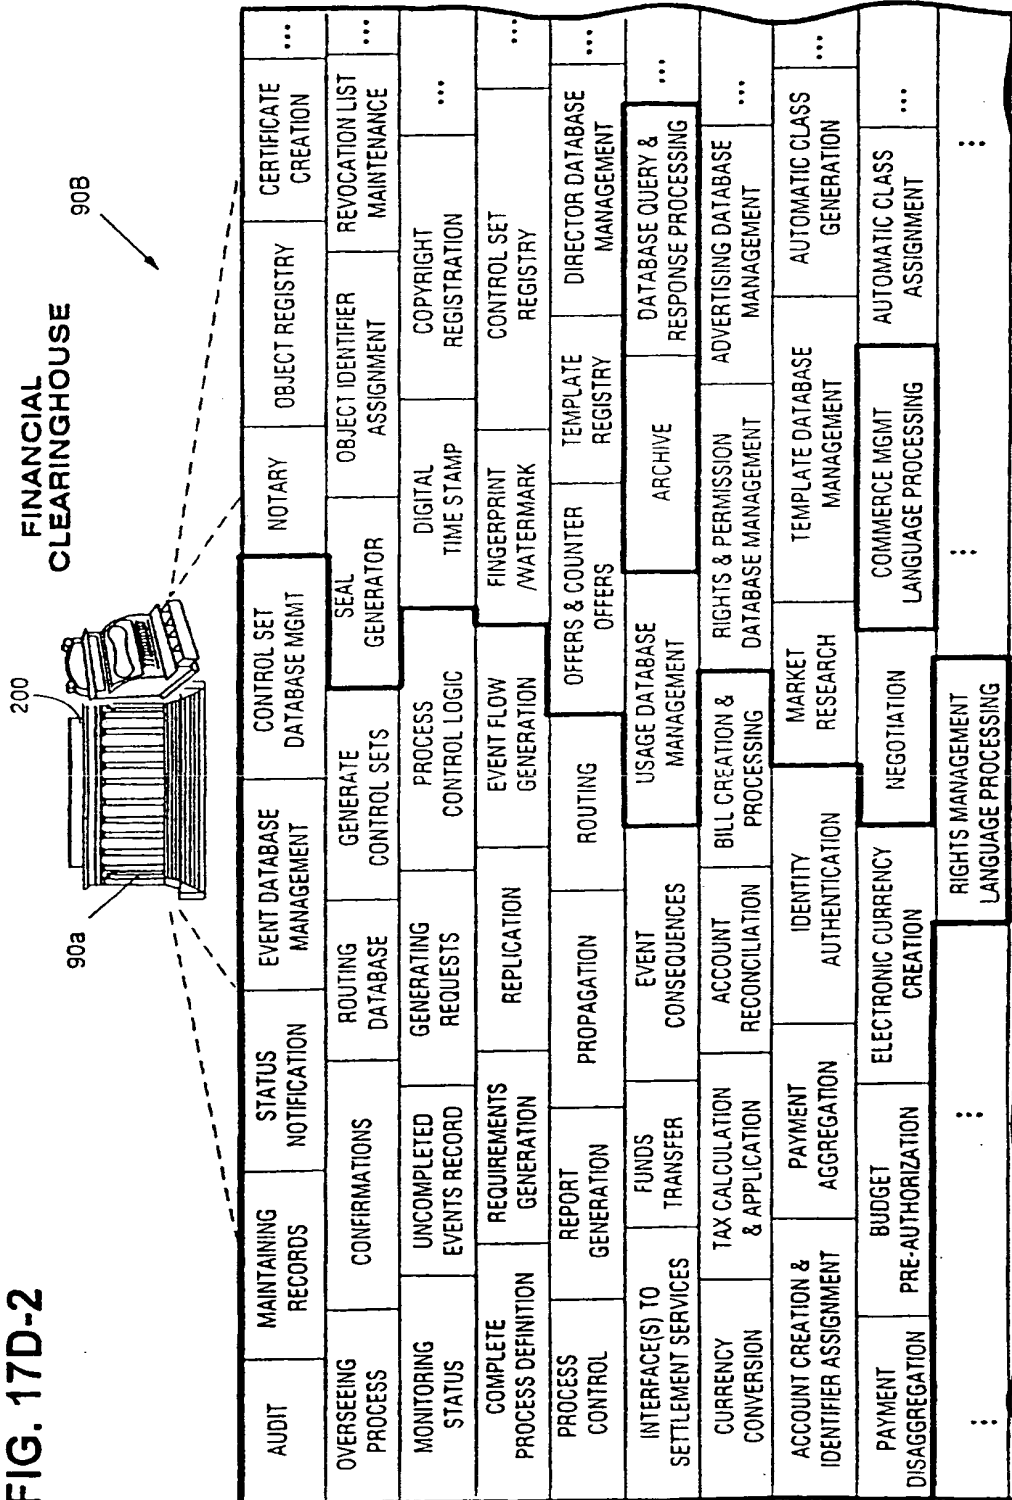 FIG. 17D-2
FINANCIAL
CLEARINGHOUSE
90B
200
90a
AUDIT
MAINTAINING
RECORDS
STATUS
NOTIFICATION
EVENT DATABASE
MANAGEMENT
CONTROL SET
DATABASE MGMT
NOTARY
OBJECT REGISTRY
CERTIFICATE
CREATION
...
OVERSEEING
PROCESS
CONFIRMATIONS
ROUTING
DATABASE
GENERATE
CONTROL SETS
SEAL
GENERATOR
OBJECT IDENTIFIER
ASSIGNMENT
REVOCATION LIST
MAINTENANCE
...
MONITORING
STATUS
UNCOMPLETED
EVENTS RECORD
GENERATING
REQUESTS
PROCESS
CONTROL LOGIC
DIGITAL
TIME STAMP
COPYRIGHT
REGISTRATION
...
COMPLETE
PROCESS DEFINITION
REQUIREMENTS
GENERATION
REPLICATION
EVENT FLOW
GENERATION
FINGERPRINT
/WATERMARK
CONTROL SET
REGISTRY
...
PROCESS
CONTROL
REPORT
GENERATION
PROPAGATION
ROUTING
OFFERS & COUNTER
OFFERS
TEMPLATE
REGISTRY
DIRECTOR DATABASE
MANAGEMENT
...
INTERFACE(S) TO
SETTLEMENT SERVICES
FUNDS
TRANSFER
EVENT
CONSEQUENCES
USAGE DATABASE
MANAGEMENT
ARCHIVE
DATABASE QUERY &
RESPONSE PROCESSING
...
CURRENCY
CONVERSION
TAX CALCULATION
& APPLICATION
ACCOUNT
RECONCILIATION
BILL CREATION &
PROCESSING
RIGHTS & PERMISSION
DATABASE MANAGEMENT
ADVERTISING DATABASE
MANAGEMENT
...
ACCOUNT CREATION &
IDENTIFIER ASSIGNMENT
PAYMENT
AGGREGATION
IDENTITY
AUTHENTICATION
MARKET
RESEARCH
TEMPLATE DATABASE
MANAGEMENT
AUTOMATIC CLASS
GENERATION
...
PAYMENT
DISAGGREGATION
BUDGET
PRE-AUTHORIZATION
ELECTRONIC CURRENCY
CREATION
NEGOTIATION
COMMERCE MGMT
LANGUAGE PROCESSING
AUTOMATIC CLASS
ASSIGNMENT
...
...
...
RIGHTS MANAGEMENT
LANGUAGE PROCESSING
...
...